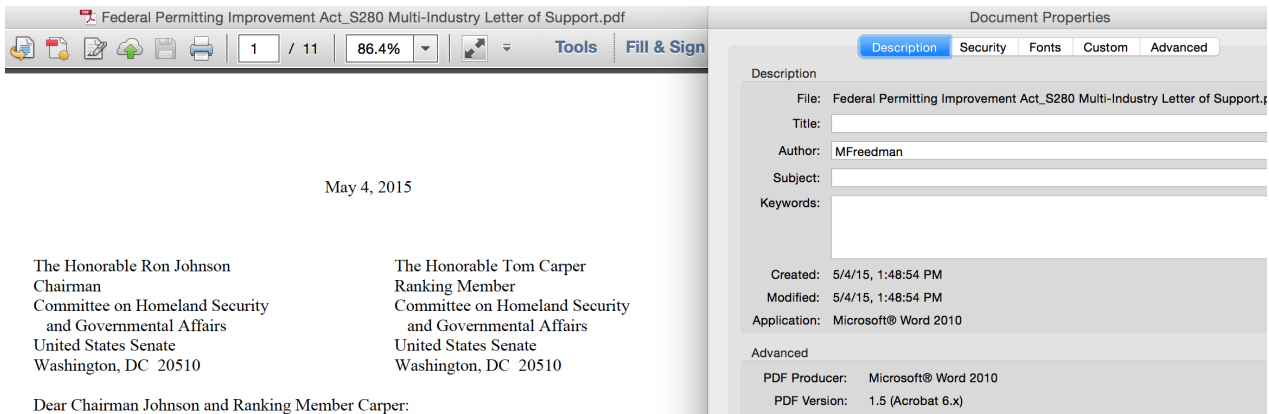 Federal Permitting Improvement Act_S280 Multi-Industry Letter of Support.pdf
1 / 11 86.4% Tools Fill & Sign
May 4, 2015
The Honorable Ron Johnson
Chairman
Committee on Homeland Security
and Governmental Affairs
United States Senate
Washington, DC 20510
The Honorable Tom Carper
Ranking Member
Committee on Homeland Security
and Governmental Affairs
United States Senate
Washington, DC 20510
Dear Chairman Johnson and Ranking Member Carper:
Document Properties
Description Security Fonts Custom Advanced
Description
File: Federal Permitting Improvement Act_S280 Multi-Industry Letter of Support.p
Title:
Author: MFreedman
Subject:
Keywords:
Created: 5/4/15, 1:48:54 PM
Modified: 5/4/15, 1:48:54 PM
Application: Microsoft® Word 2010
Advanced
PDF Producer: Microsoft® Word 2010
PDF Version: 1.5 (Acrobat 6.x)